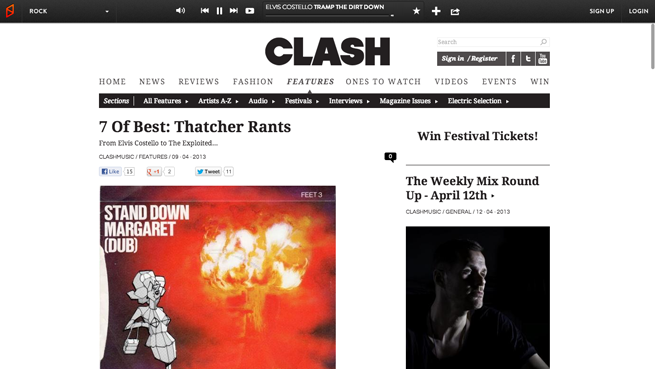 ROCK
ELVIS COSTELLO TRAMP THE DIRT DOWN
SIGN UP
LOGIN
CLASH
Search
Sign in / Register
f
t
You Tube
HOME NEWS REVIEWS FASHION FEATURES ONES TO WATCH VIDEOS EVENTS WIN
Sections All Features Artists A-Z Audio Festivals Interviews Magazine Issues Electric Selection
7 Of Best: Thatcher Rants
From Elvis Costello to The Exploited...
CLASHMUSIC / FEATURES / 09 · 04 · 2013
0
Like 15 +1 2 Tweet 11
FEET 3
STAND DOWN
MARGARET
(DUB)
Win Festival Tickets!
The Weekly Mix Round
Up - April 12th
CLASHMUSIC / GENERAL / 12 · 04 · 2013